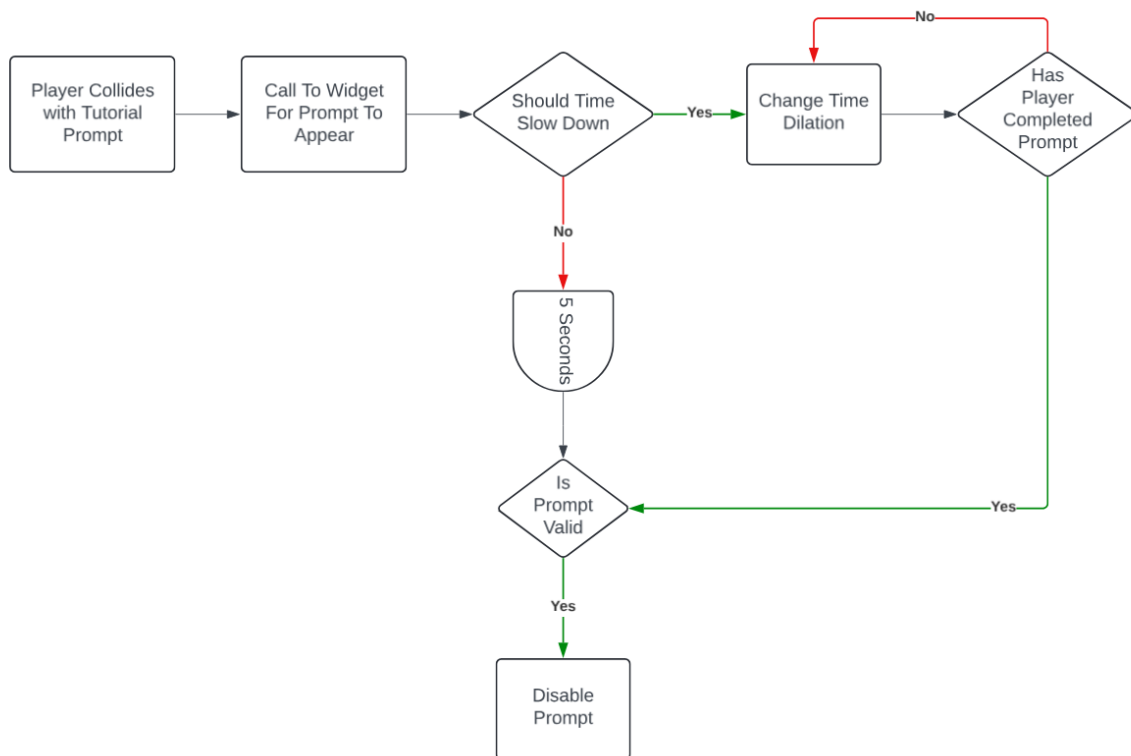 Player Collides
with Tutorial
Prompt
Call To Widget
For Prompt To
Appear
Should Time
Slow Down
Yes
Change Time
Dilation
No
Has
Player
Completed
Prompt
No
5 Seconds
Is
Prompt
Valid
Yes
Yes
Disable
Prompt